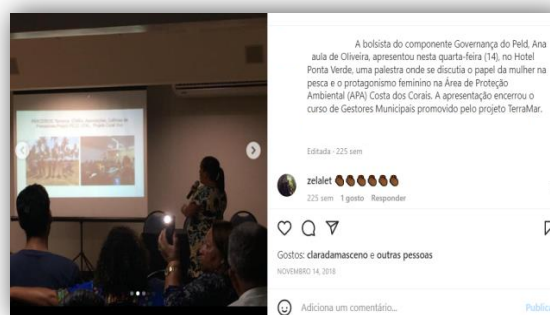 A bolsista do componente Governança do Peld, Ana
aula de Oliveira, apresentou nesta quarta-feira (14), no Hotel
Ponta Verde, uma palestra onde se discutia o papel da mulher na
pesca e o protagonismo feminino na Área de Proteção
Ambiental (APA) Costa dos Corais. A apresentação encerrou o
curso de Gestores Municipais promovido pelo projeto TerraMar.
Editada · 225 sem
zelalet
225 sem 1 gosto Responder
Gostos: claradamasceno e outras pessoas
NOVEMBRO 14, 2018
Adiciona um comentário...
Publica